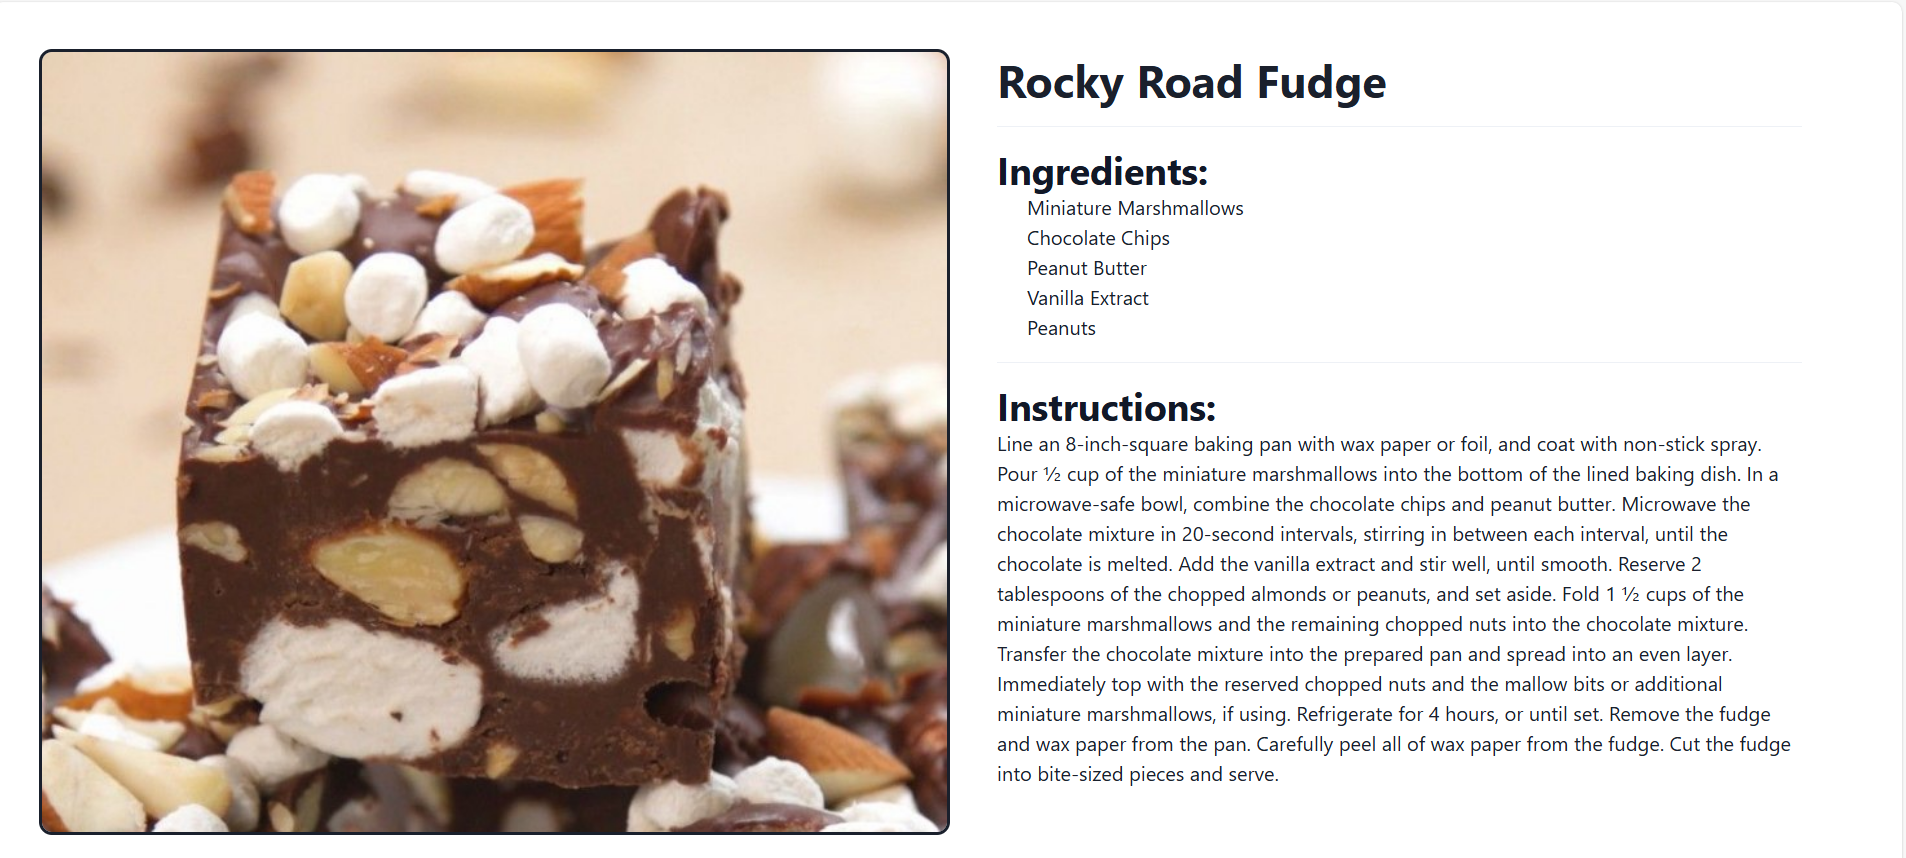 Rocky Road Fudge
Ingredients:
Miniature Marshmallows
Chocolate Chips
Peanut Butter
Vanilla Extract
Peanuts
Instructions:
Line an 8-inch-square baking pan with wax paper or foil, and coat with non-stick spray.
Pour ½ cup of the miniature marshmallows into the bottom of the lined baking dish. In a
microwave-safe bowl, combine the chocolate chips and peanut butter. Microwave the
chocolate mixture in 20-second intervals, stirring in between each interval, until the
chocolate is melted. Add the vanilla extract and stir well, until smooth. Reserve 2
tablespoons of the chopped almonds or peanuts, and set aside. Fold 1 ½ cups of the
miniature marshmallows and the remaining chopped nuts into the chocolate mixture.
Transfer the chocolate mixture into the prepared pan and spread into an even layer.
Immediately top with the reserved chopped nuts and the mallow bits or additional
miniature marshmallows, if using. Refrigerate for 4 hours, or until set. Remove the fudge
and wax paper from the pan. Carefully peel all of wax paper from the fudge. Cut the fudge
into bite-sized pieces and serve.